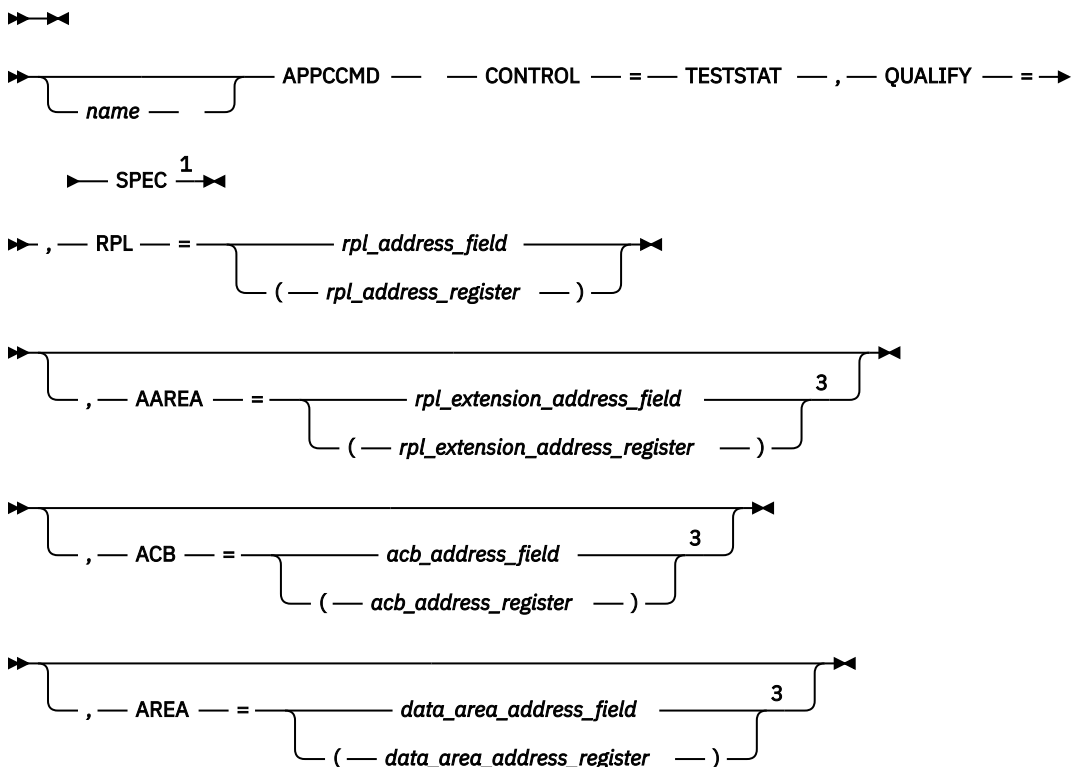 APPCCMD CONTROL = TESTSTAT , QUALIFY =
name
SPEC 1
, RPL = rpl_address_field
( rpl_address_register )
, AAREA = rpl_extension_address_field 3
( rpl_extension_address_register )
, ACB = acb_address_field 3
( acb_address_register )
, AREA = data_area_address_field 3
( data_area_address_register )